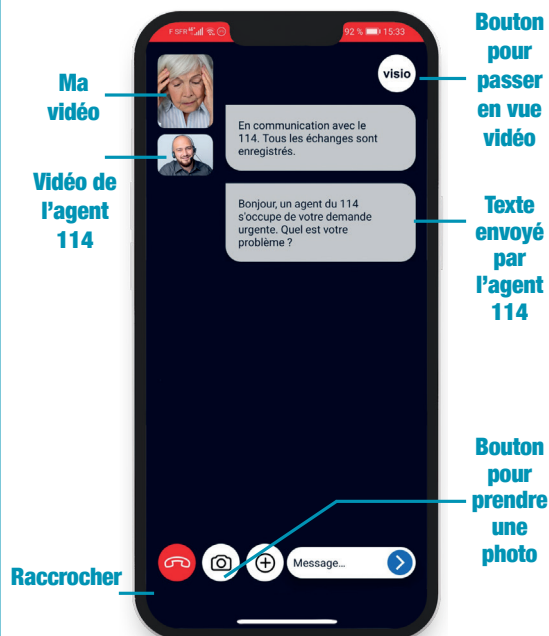 F SFR 4G+ 92 % 15:33
visio
En communication avec le
114. Tous les échanges sont
enregistrés.
Bonjour, un agent du 114
s'occupe de votre demande
urgente. Quel est votre
problème ?
Message...
Ma
vidéo
Vidéo de
l'agent
114
Raccrocher
Bouton
pour
passer
en vue
vidéo
Texte
envoyé
par
l'agent
114
Bouton
pour
prendre
une
photo